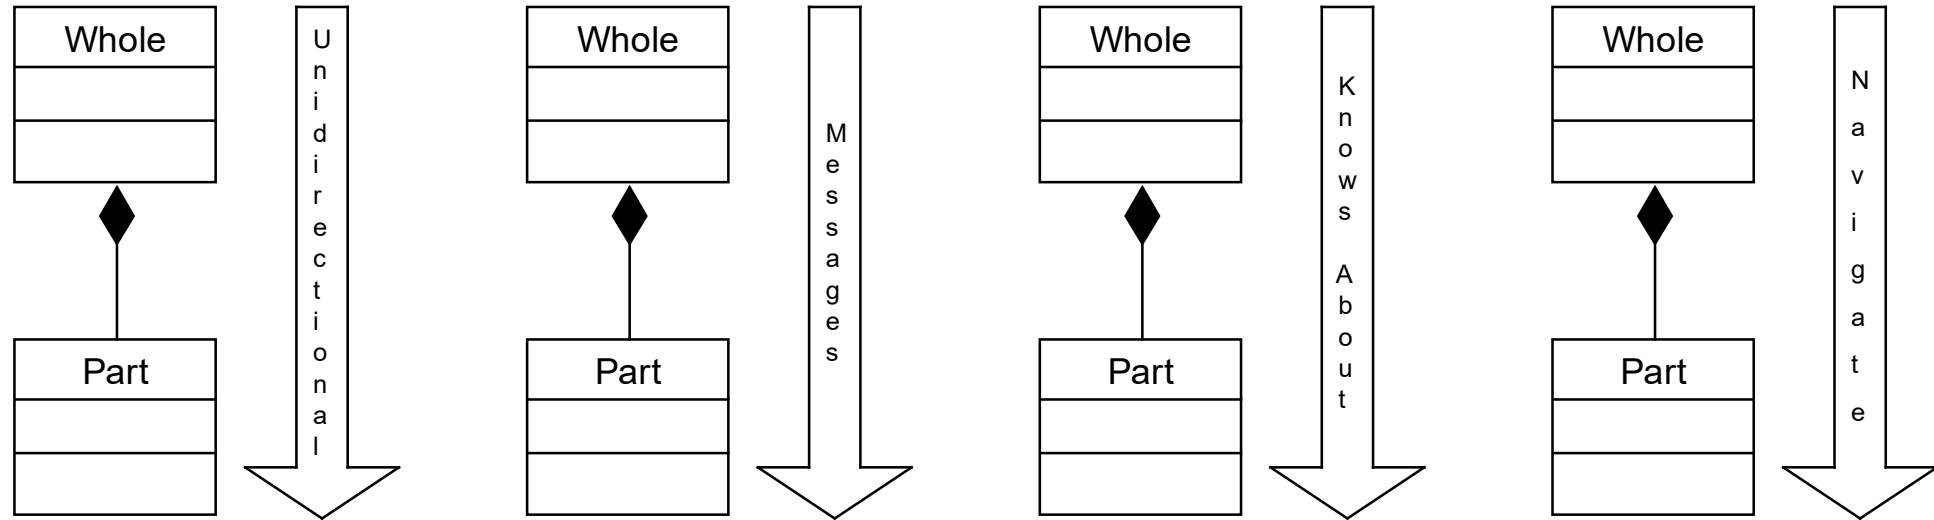 Whole
Part
Unidirectional
Whole
Part
Messages
Whole
Part
Knows About
Whole
Part
Navigate